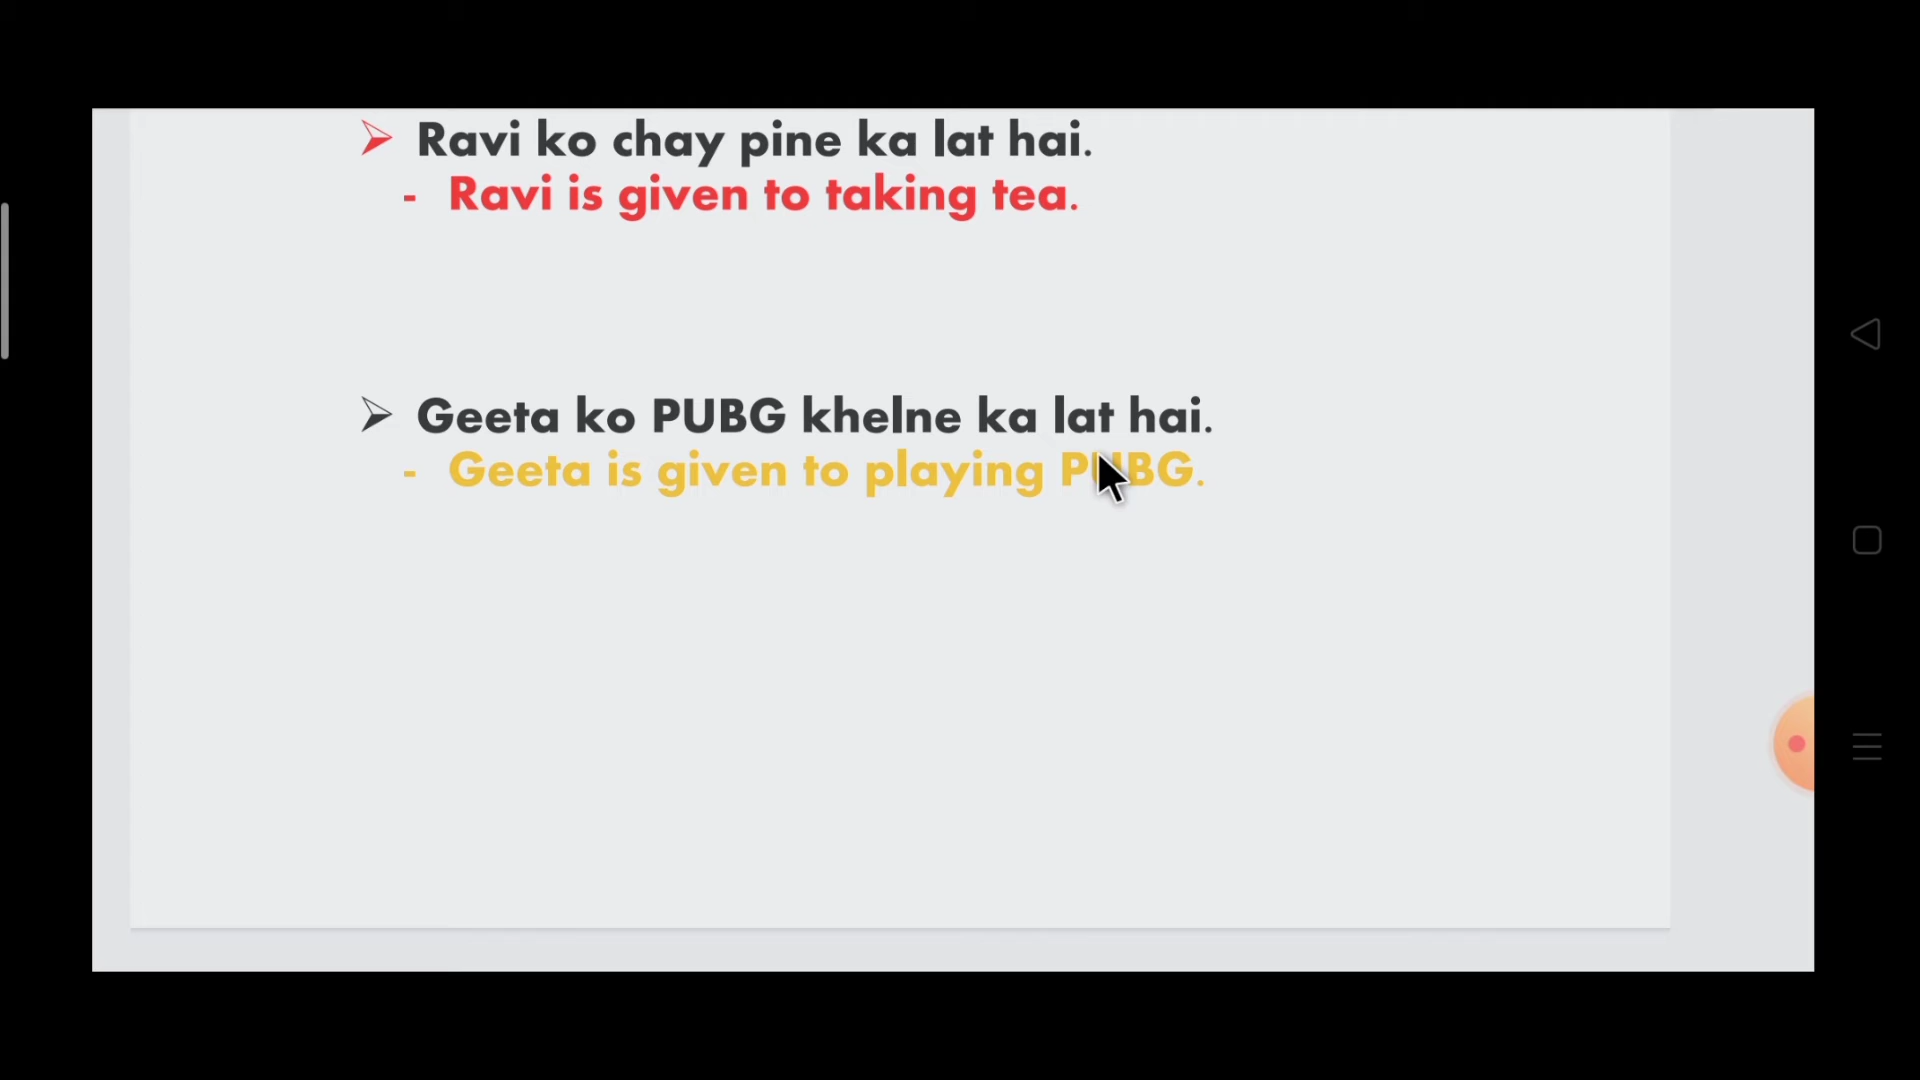 Ravi ko chay pine ka lat hai.
- Ravi is given to taking tea.
Geeta ko PUBG khelne ka lat hai.
- Geeta is given to playing PUBG.